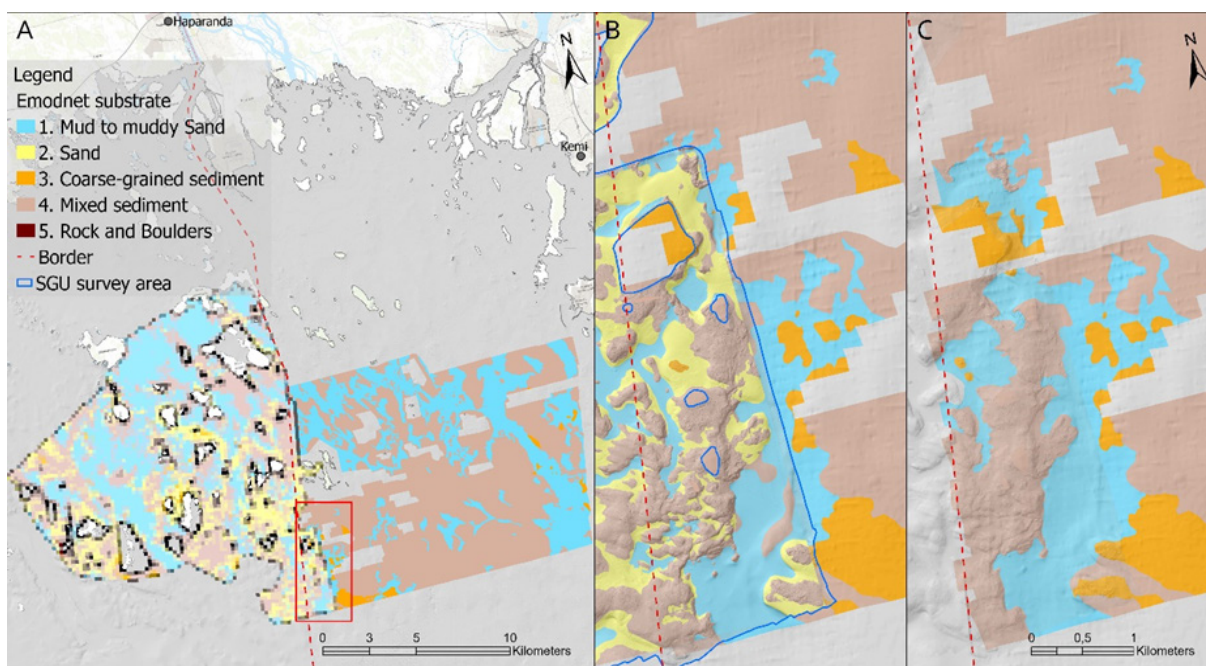 A
Haparanda
N
Legend
Emodnet substrate
1. Mud to muddy Sand
2. Sand
3. Coarse-grained sediment
4. Mixed sediment
5. Rock and Boulders
Border
SGU survey area
Kemi
0 3 5 10
Kilometers
B
C
N
0 0,5 1
Kilometers